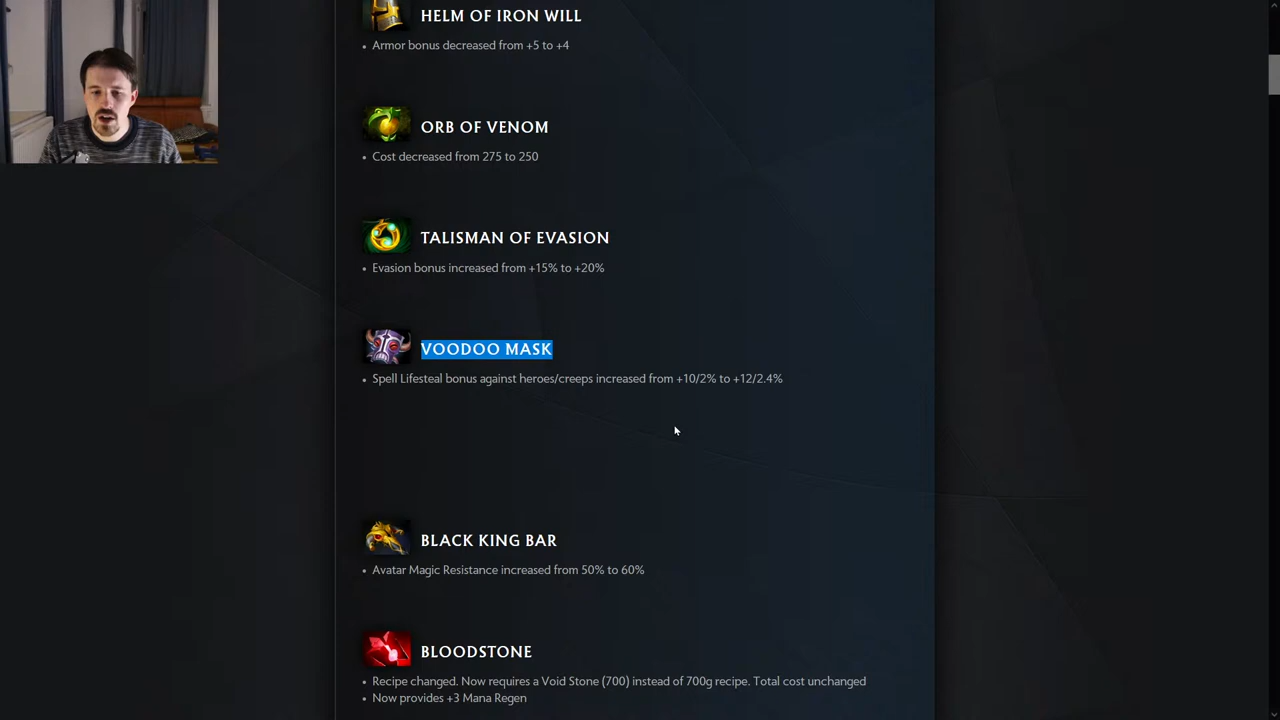 HELM OF IRON WILL
• Armor bonus decreased from +5 to +4
ORB OF VENOM
• Cost decreased from 275 to 250
TALISMAN OF EVASION
• Evasion bonus increased from +15% to +20%
VOODOO MASK
• Spell Lifesteal bonus against heroes/creeps increased from +10/2% to +12/2.4%
BLACK KING BAR
• Avatar Magic Resistance increased from 50% to 60%
BLOODSTONE
• Recipe changed. Now requires a Void Stone (700) instead of 700g recipe. Total cost unchanged
• Now provides +3 Mana Regen